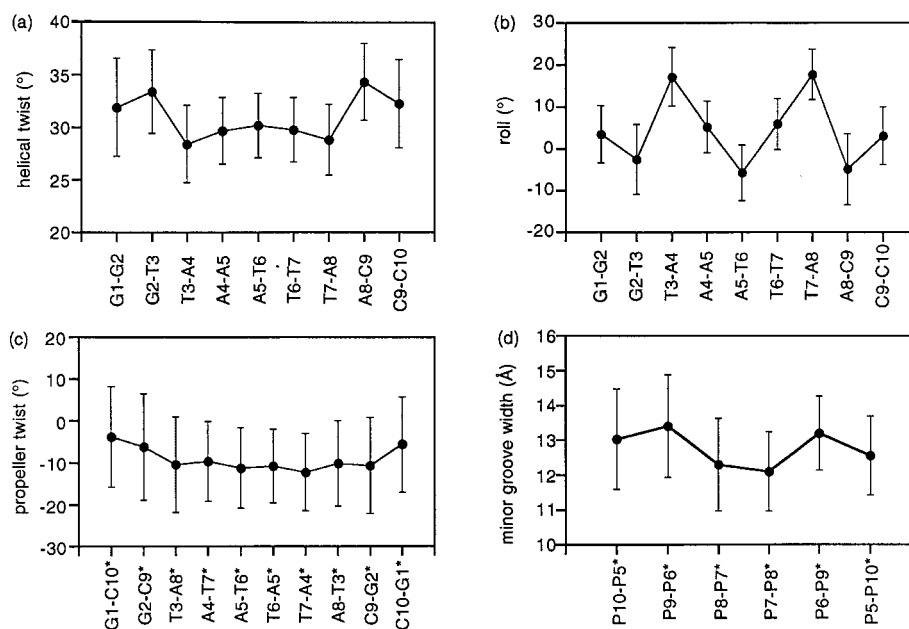 (a)
helical twist (°)
40
35
30
25
20
G1-G2
G2-T3
T3-A4
A4-A5
A5-T6
T6-T7
T7-A8
A8-C9
C9-C10
(b)
roll (°)
30
20
10
0
-10
-20
G1-G2
G2-T3
T3-A4
A4-A5
A5-T6
T6-T7
T7-A8
A8-C9
C9-C10
(c)
propeller twist (°)
20
10
0
-10
-20
-30
G1-C10*
G2-C9*
T3-A8*
A4-T7*
A5-T6*
T6-A5*
T7-A4*
A8-T3*
C9-G2*
C10-G1*
(d)
minor groove width (Å)
16
15
14
13
12
11
10
P10-P5*
P9-P6*
P8-P7*
P7-P8*
P6-P9*
P5-P10*